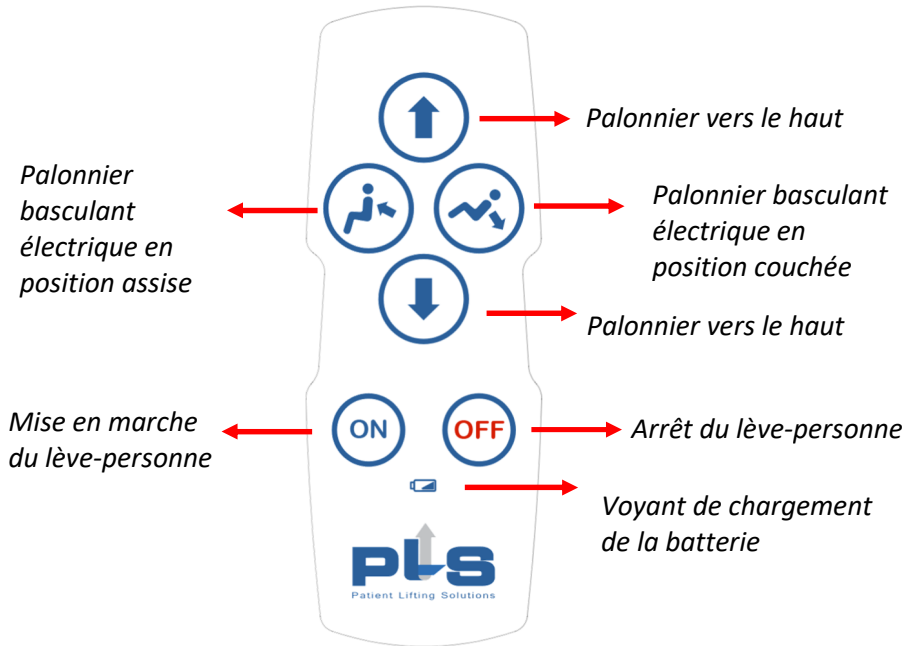 Palonnier vers le haut
Palonnier
basculant
électrique en
position assise
Palonnier basculant
électrique en
position couchée
Palonnier vers le haut
Mise en marche
du lève-personne
ON
OFF
Arrêt du lève-personne
Voyant de chargement
de la batterie
PLS
Patient Lifting Solutions